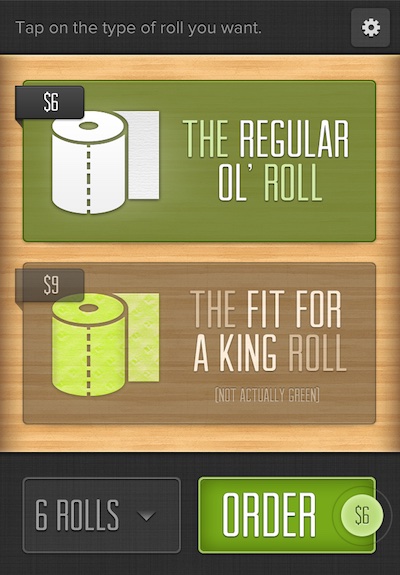 Tap on the type of roll you want.
$6
THE REGULAR
OL' ROLL
$9
THE FIT FOR
A KING ROLL
(NOT ACTUALLY GREEN)
6 ROLLS
ORDER
$6